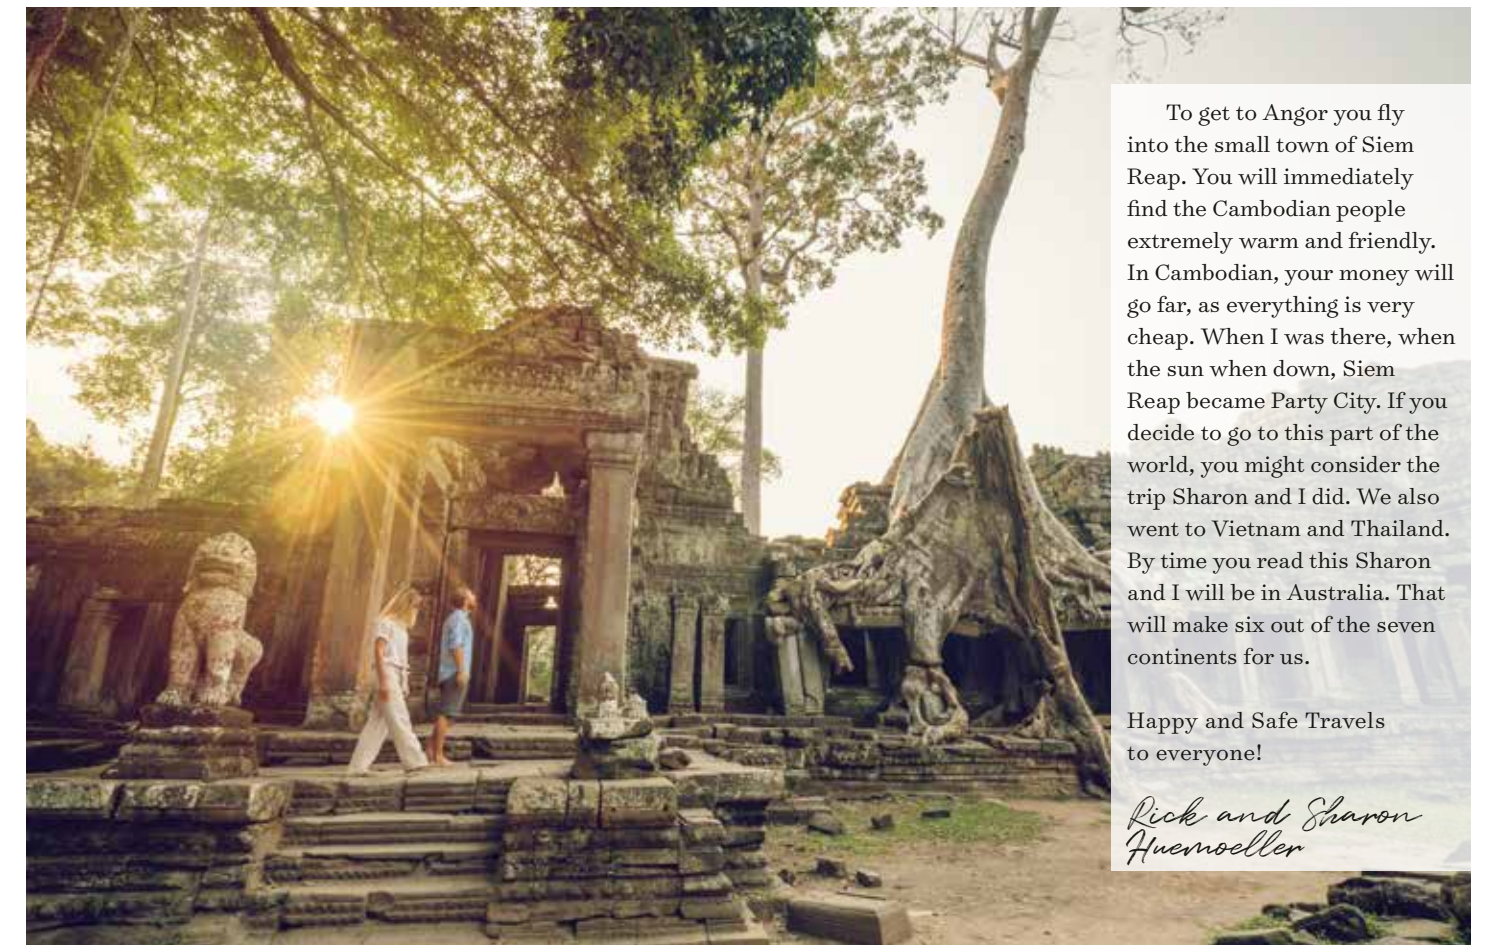 To get to Angor you fly
into the small town of Siem
Reap. You will immediately
find the Cambodian people
extremely warm and friendly.
In Cambodian, your money will
go far, as everything is very
cheap. When I was there, when
the sun when down, Siem
Reap became Party City. If you
decide to go to this part of the
world, you might consider the
trip Sharon and I did. We also
went to Vietnam and Thailand.
By time you read this Sharon
and I will be in Australia. That
will make six out of the seven
continents for us.
Happy and Safe Travels
to everyone!
Rick and Sharon
Huemoeller